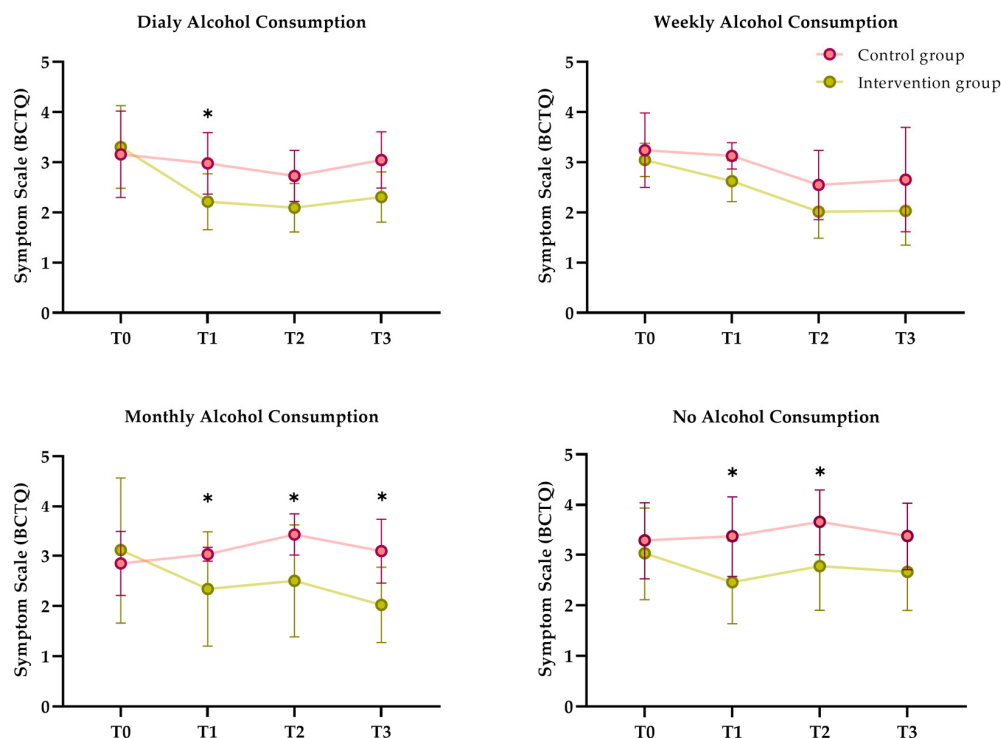 Dialy Alcohol Consumption
Symptom Scale (BCTQ)
5
4
3
2
1
0
*
T0 T1 T2 T3
Weekly Alcohol Consumption
Control group
Intervention group
Symptom Scale (BCTQ)
5
4
3
2
1
0
T0 T1 T2 T3
Monthly Alcohol Consumption
Symptom Scale (BCTQ)
5
4
3
2
1
0
* * *
T0 T1 T2 T3
No Alcohol Consumption
Symptom Scale (BCTQ)
5
4
3
2
1
0
* *
T0 T1 T2 T3